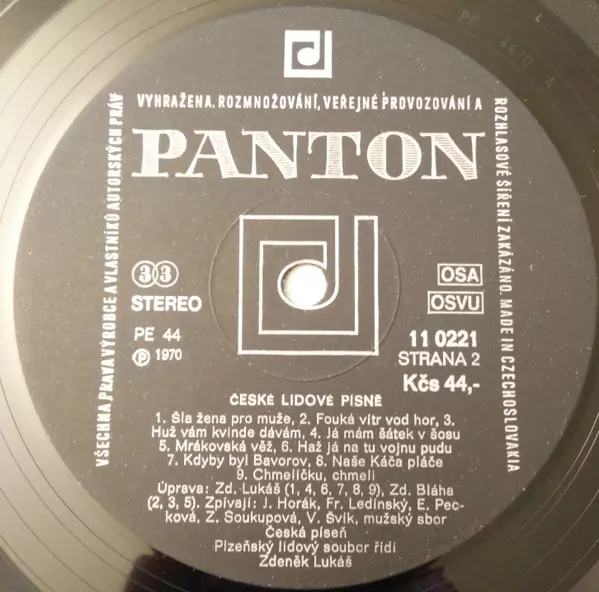 VŠECHNA PRÁVA VÝROBCE A VLASTNÍKŮ AUTORSKÝCH PRÁV
VYHRAŽENA. ROZMNOŽOVÁNÍ, VEŘEJNÉ PROVOZOVÁNÍ A
ROZHLASOVÉ ŠÍŘENÍ ZAKÁZÁNO. MADE IN CZECHOSLOVAKIA
PANTON
33
STEREO
PE 44
Ⓟ 1970
OSA
OSVU
11 0221
STRANA 2
Kčs 44,-
ČESKÉ LIDOVÉ PÍSNĚ
1. Šla žena pro muže, 2. Fouká vítr vod hor, 3.
Huž vám kvinde dávám, 4. Já mám šátek v šosu
5. Mrákovská věž, 6. Haž já na tu vojnu pudu
7. Kdyby byl Bavorov, 8. Naše Káča pláče
9. Chmelíčku, chmeli
Úprava: Zd. Lukáš (1, 4, 6, 7, 8, 9), Zd. Bláha
(2, 3, 5). Zpívají: J. Horák, Fr. Ledínský, E. Pec-
ková, Z. Soukupová, V. Švík, mužský sbor
Česká píseň
Plzeňský lidový soubor řídí
Zdeněk Lukáš